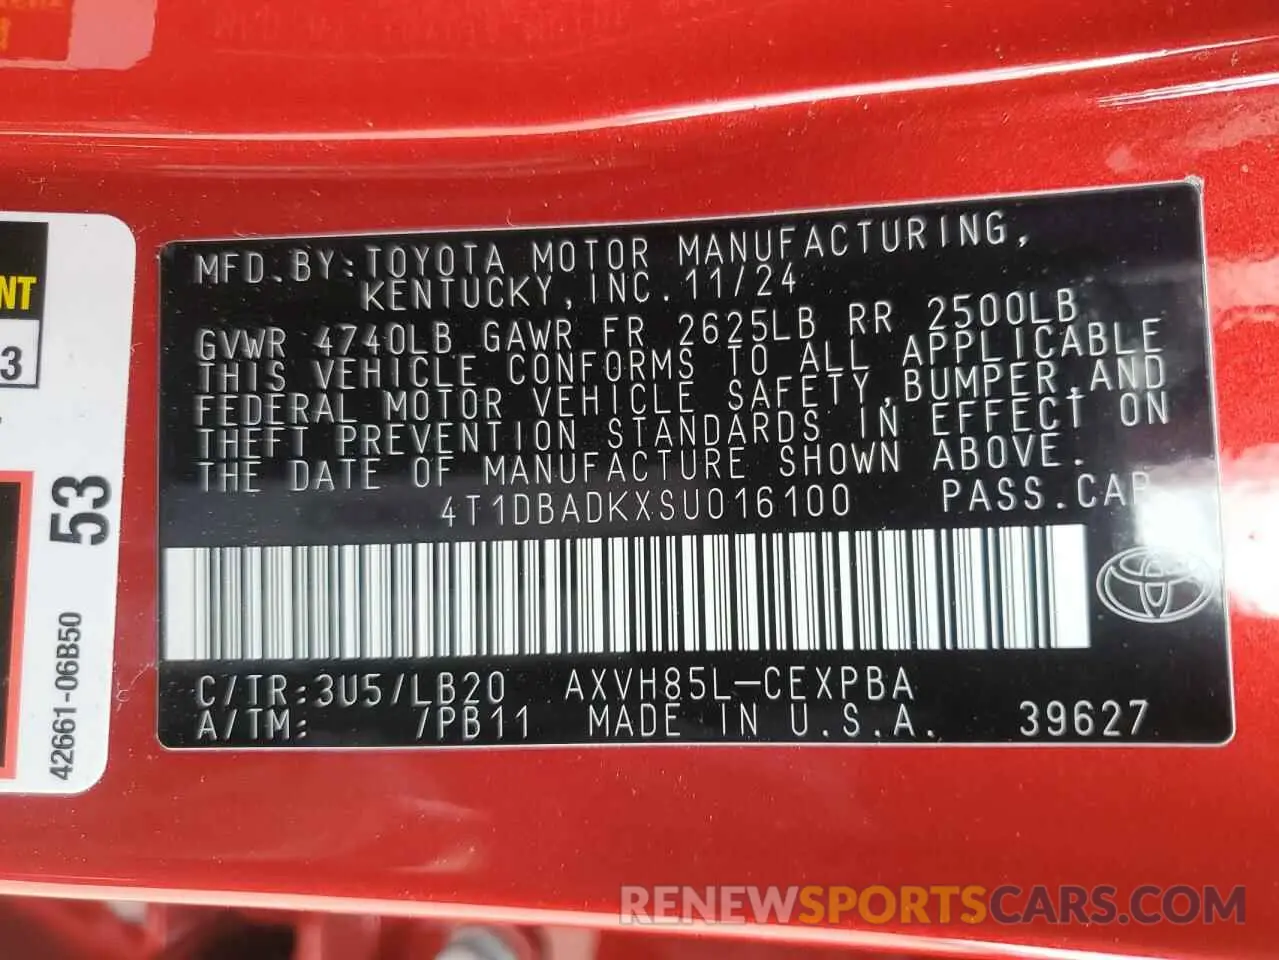 MFD.BY:TOYOTA MOTOR MANUFACTURING,
KENTUCKY,INC.11/24
GVWR 4740LB GAWR FR 2625LB RR 2500LB
THIS VEHICLE CONFORMS TO ALL APPLICABLE
FEDERAL MOTOR VEHICLE SAFETY,BUMPER,AND
THEFT PREVENTION STANDARDS IN EFFECT ON
THE DATE OF MANUFACTURE SHOWN ABOVE.
4T1DBADKXSU016100 PASS.CAR
C/TR:3U5/LB20 AXVH85L-CEXPBA
A/TM: /PB11 MADE IN U.S.A. 39627
NT
3
53
42661-06B50
RENEWSPORTSCARS.COM